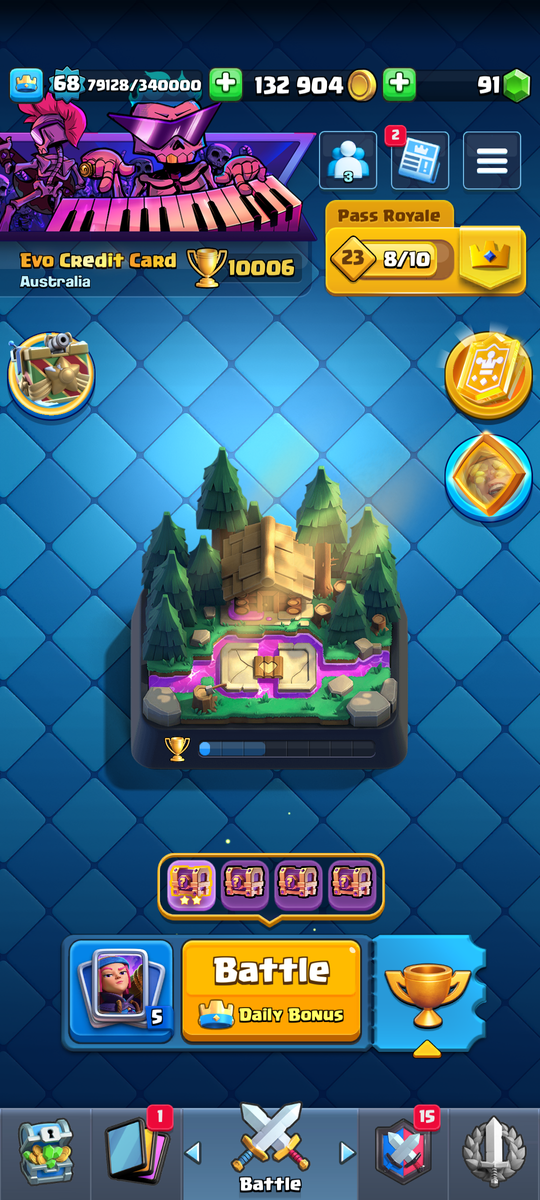 68 79128/340000 132 904 91
3
2
Pass Royale
23 8/10
Evo Credit Card
10006
Australia
Battle
Daily Bonus
5
1
15
Battle